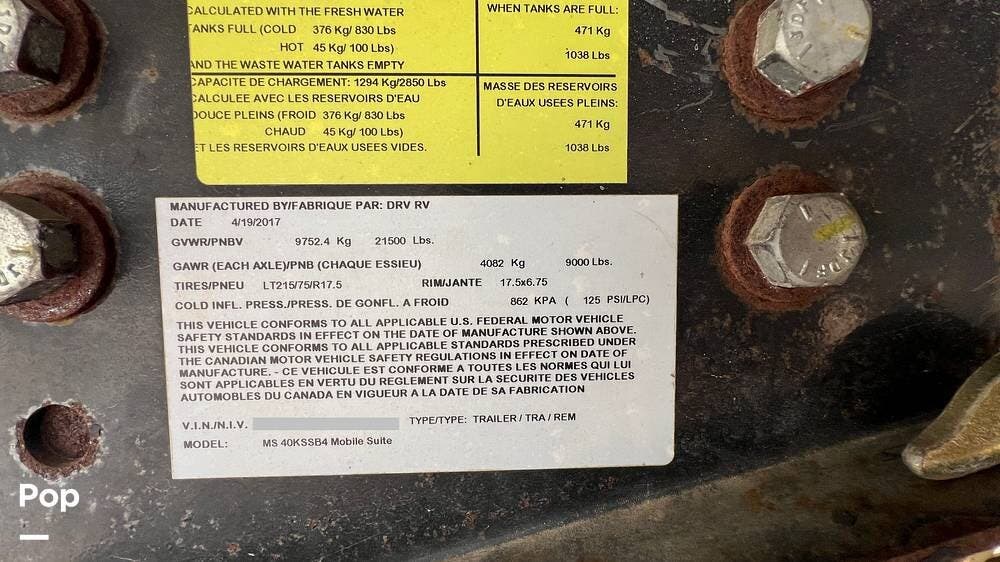 CALCULATED WITH THE FRESH WATER
TANKS FULL (COLD 376 Kg/ 830 Lbs
HOT 45 Kg/ 100 Lbs)
AND THE WASTE WATER TANKS EMPTY
WHEN TANKS ARE FULL:
471 Kg
1038 Lbs
CAPACITE DE CHARGEMENT: 1294 Kg/2850 Lbs
CALCULEE AVEC LES RESERVOIRS D'EAU
DOUCE PLEINS (FROID 376 Kg/ 830 Lbs
CHAUD 45 Kg/ 100 Lbs)
ET LES RESERVOIRS D'EAUX USEES VIDES.
MASSE DES RESERVOIRS
D'EAUX USEES PLEINS:
471 Kg
1038 Lbs
MANUFACTURED BY/FABRIQUE PAR: DRV RV
DATE 4/19/2017
GVWR/PNBV 9752.4 Kg 21500 Lbs.
GAWR (EACH AXLE)/PNB (CHAQUE ESSIEU) 4082 Kg 9000 Lbs.
TIRES/PNEU LT215/75/R17.5 RIM/JANTE 17.5x6.75
COLD INFL. PRESS./PRESS. DE GONFL. A FROID 862 KPA ( 125 PSI/LPC)
THIS VEHICLE CONFORMS TO ALL APPLICABLE U.S. FEDERAL MOTOR VEHICLE
SAFETY STANDARDS IN EFFECT ON THE DATE OF MANUFACTURE SHOWN ABOVE.
THIS VEHICLE CONFORMS TO ALL APPLICABLE STANDARDS PRESCRIBED UNDER
THE CANADIAN MOTOR VEHICLE SAFETY REGULATIONS IN EFFECT ON DATE OF
MANUFACTURE. - CE VEHICULE EST CONFORME A TOUTES LES NORMES QUI LUI
SONT APPLICABLES EN VERTU DU REGLEMENT SUR LA SECURITE DES VEHICLES
AUTOMOBILES DU CANADA EN VIGUEUR A LA DATE DE SA FABRICATION
V.I.N./N.I.V. TYPE/TYPE: TRAILER / TRA / REM
MODEL: MS 40KSSB4 Mobile Suite
Pop